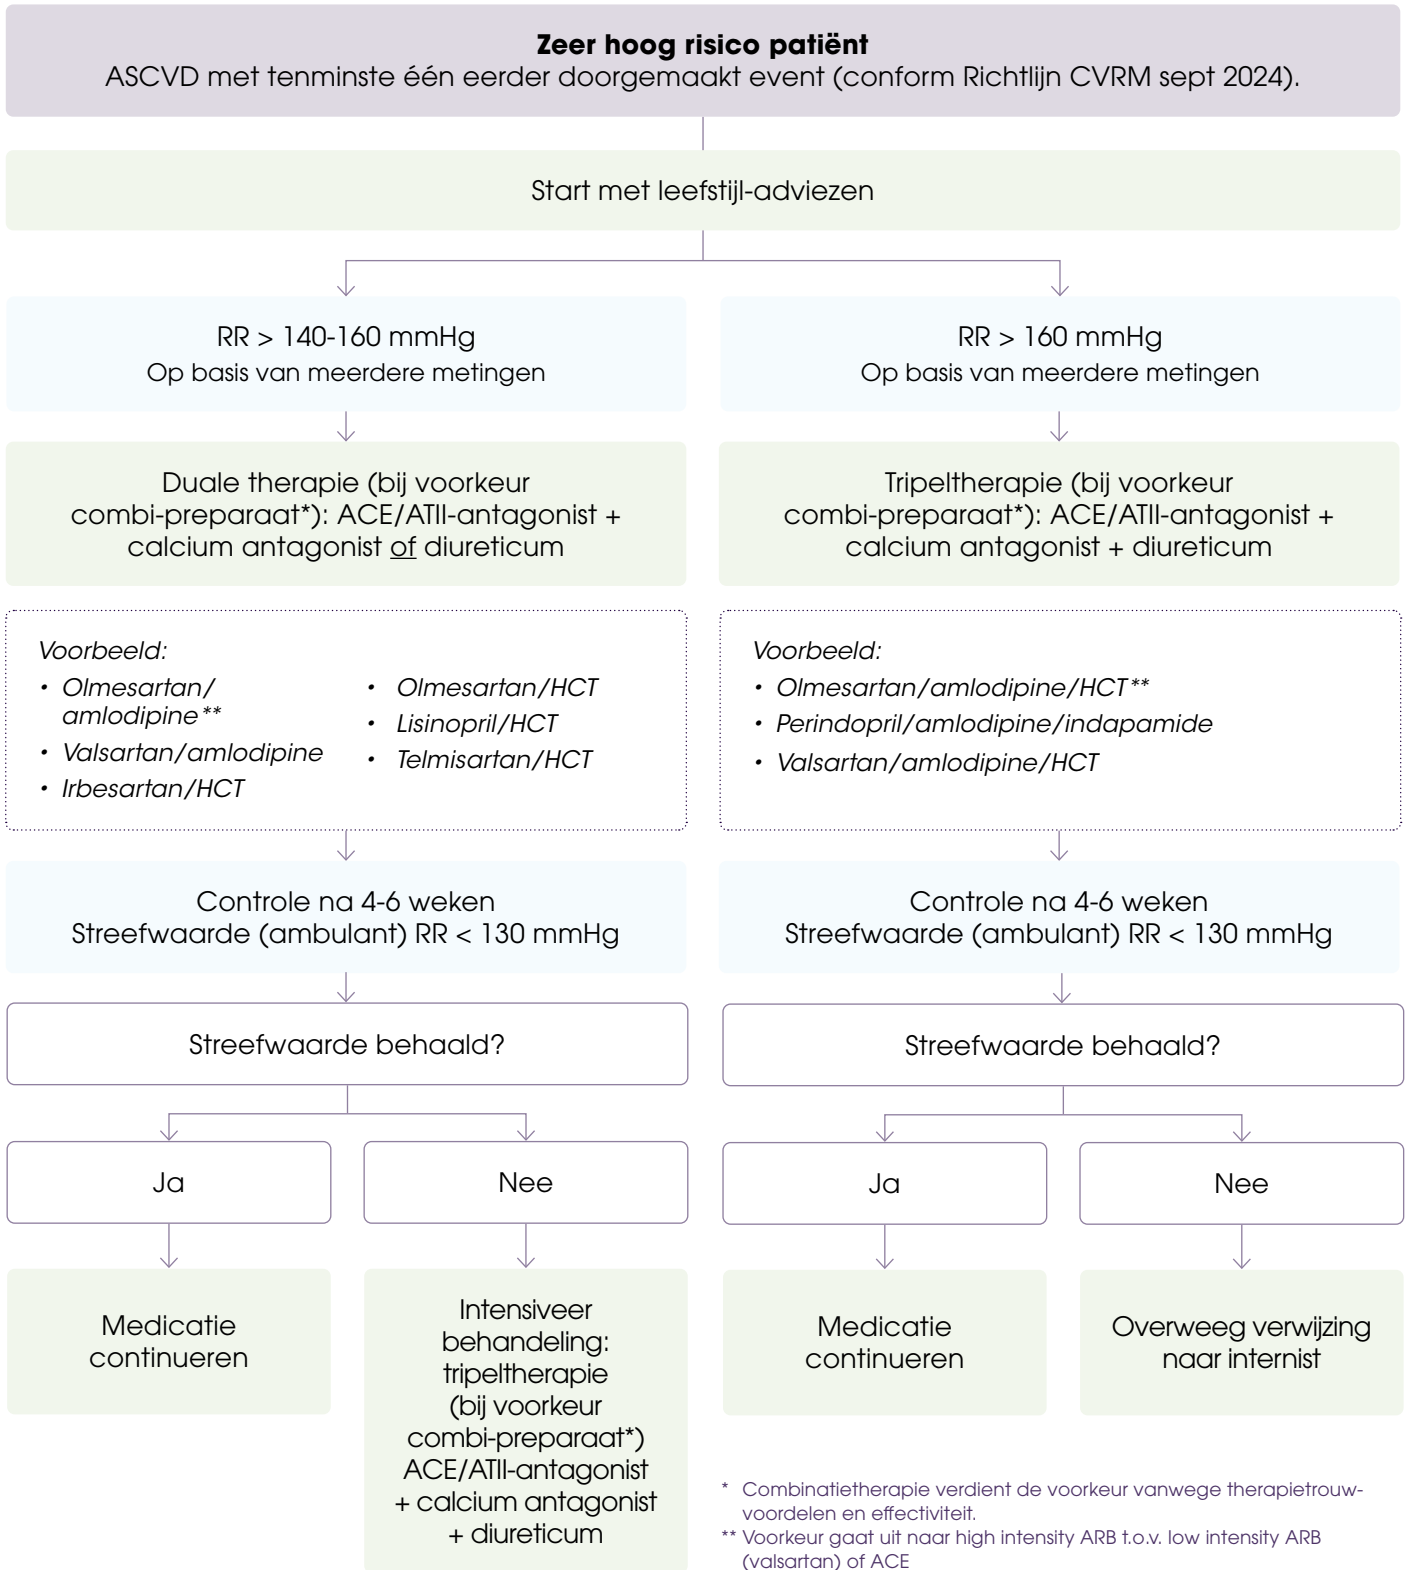 Zeer hoog risico patiënt
ASCVD met tenminste één eerder doorgemaakt event (conform Richtlijn CVRM sept 2024).
Start met leefstijl-adviezen
RR > 140-160 mmHg
Op basis van meerdere metingen
RR > 160 mmHg
Op basis van meerdere metingen
Duale therapie (bij voorkeur
combi-preparaat*): ACE/ATII-antagonist +
calcium antagonist of diureticum
Tripeltherapie (bij voorkeur
combi-preparaat*): ACE/ATII-antagonist +
calcium antagonist + diureticum
Voorbeeld:
• Olmesartan/
amlodipine**
• Valsartan/amlodipine
• Irbesartan/HCT
• Olmesartan/HCT
• Lisinopril/HCT
• Telmisartan/HCT
Voorbeeld:
• Olmesartan/amlodipine/HCT**
• Perindopril/amlodipine/indapamide
• Valsartan/amlodipine/HCT
Controle na 4-6 weken
Streefwaarde (ambulant) RR < 130 mmHg
Controle na 4-6 weken
Streefwaarde (ambulant) RR < 130 mmHg
Streefwaarde behaald?
Streefwaarde behaald?
Ja
Nee
Ja
Nee
Medicatie
continueren
Intensiveer
behandeling:
tripeltherapie
(bij voorkeur
combi-preparaat*)
ACE/ATII-antagonist
+ calcium antagonist
+ diureticum
Medicatie
continueren
Overweeg verwijzing
naar internist
* Combinatietherapie verdient de voorkeur vanwege therapietrouw-
voordelen en effectiviteit.
** Voorkeur gaat uit naar high intensity ARB t.o.v. low intensity ARB
(valsartan) of ACE